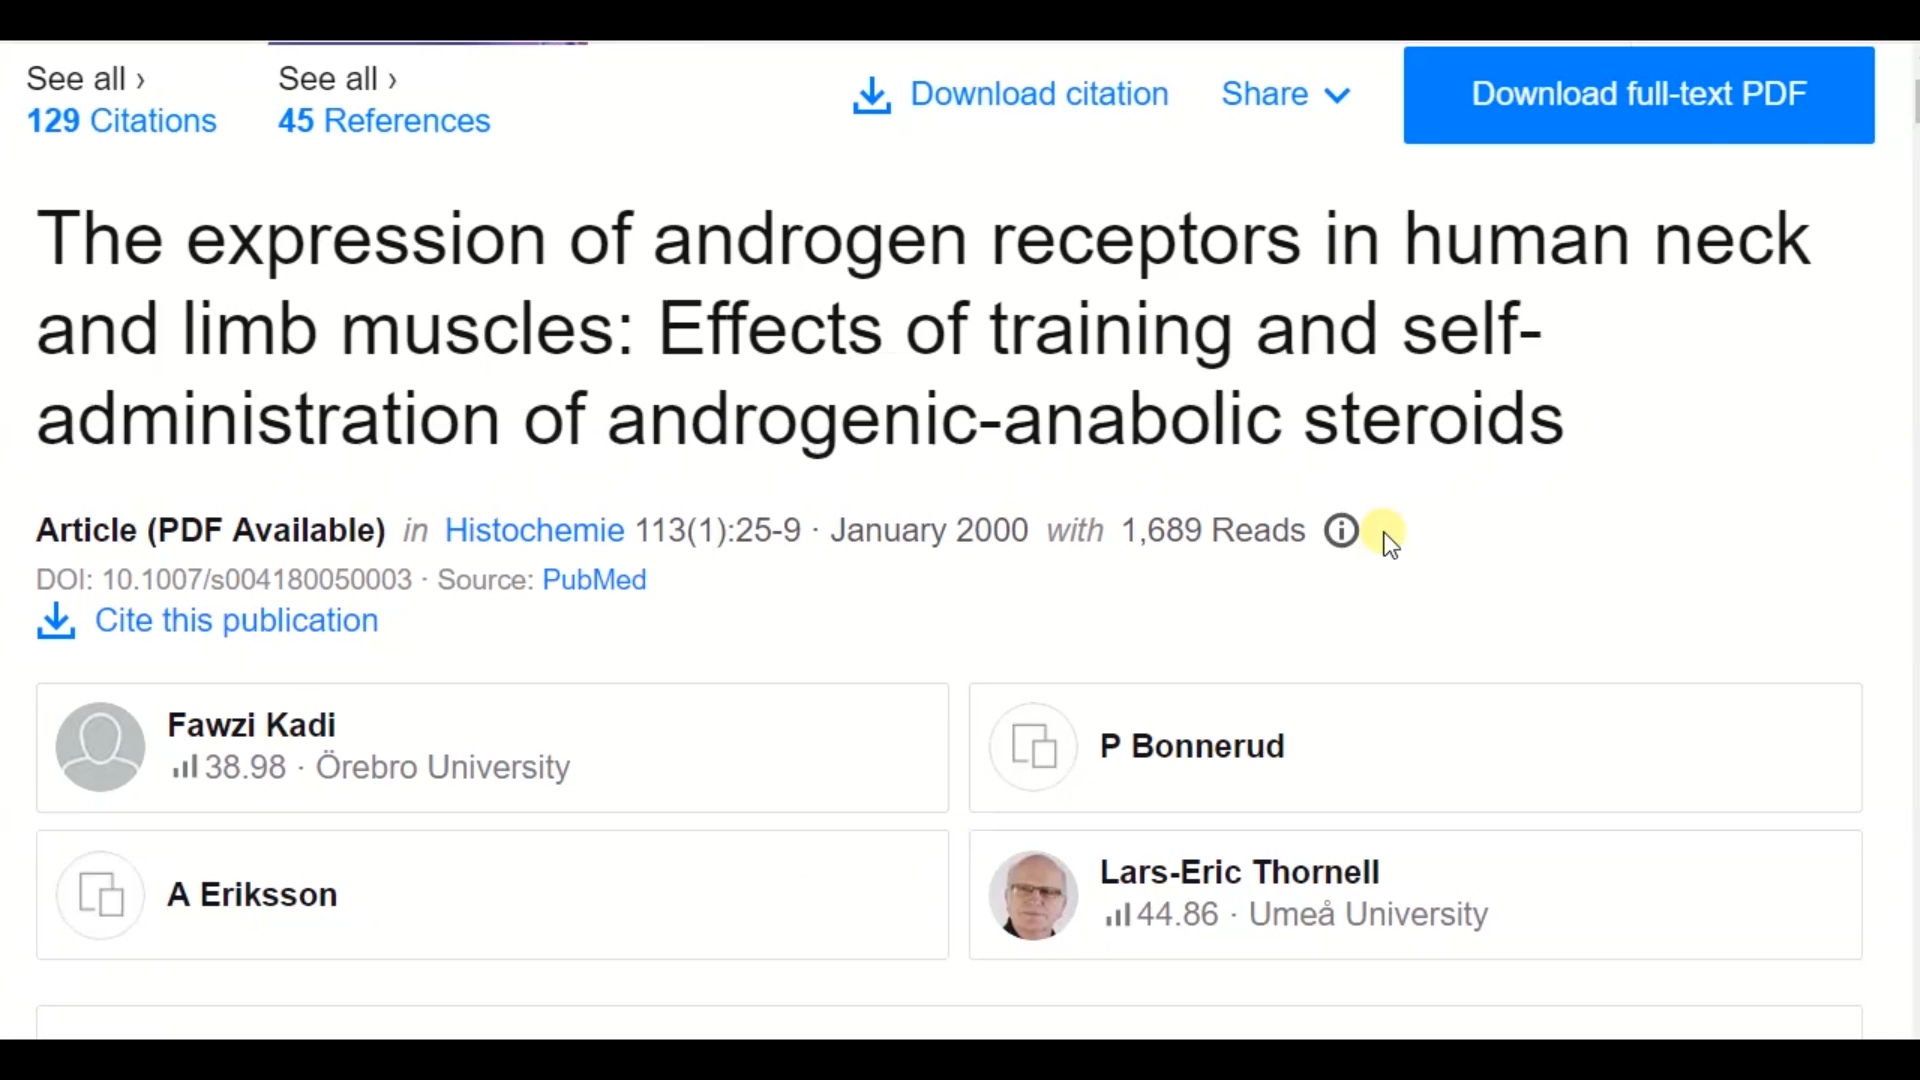 See all ›
129 Citations
See all ›
45 References
Download citation
Share
Download full-text PDF
The expression of androgen receptors in human neck
and limb muscles: Effects of training and self-
administration of androgenic-anabolic steroids
Article (PDF Available) in Histochemie 113(1):25-9 · January 2000 with 1,689 Reads
DOI: 10.1007/s004180050003 · Source: PubMed
Cite this publication
Fawzi Kadi
38.98 · Örebro University
P Bonnerud
A Eriksson
Lars-Eric Thornell
44.86 · Umeå University